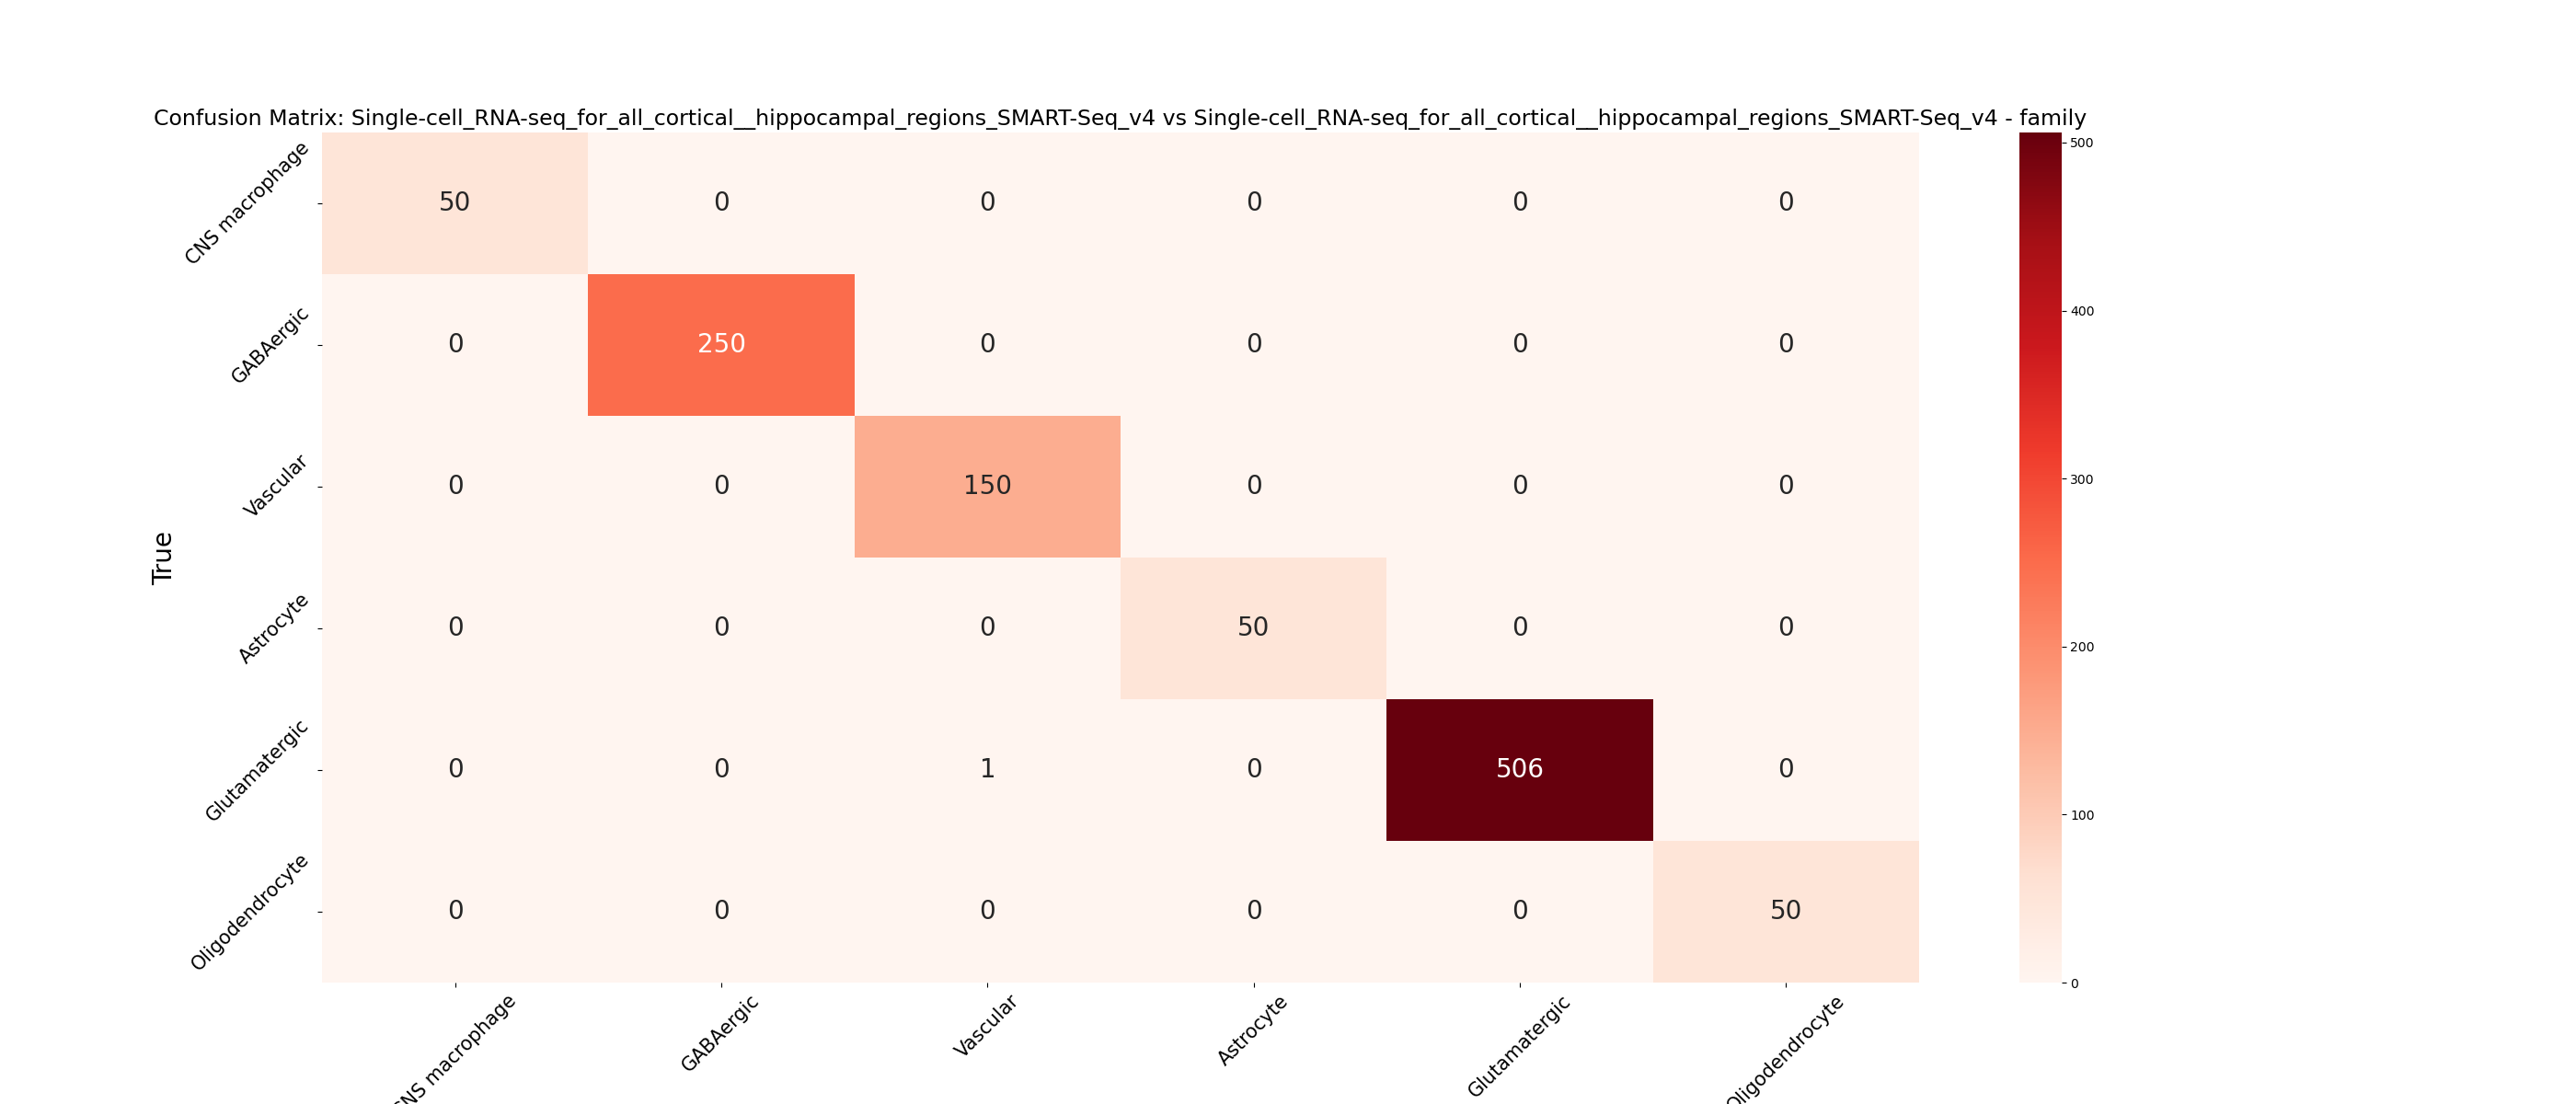 Confusion Matrix: Single-cell_RNA-seq_for_all_cortical__hippocampal_regions_SMART-Seq_v4 vs Single-cell_RNA-seq_for_all_cortical__hippocampal_regions_SMART-Seq_v4 - family
True
CNS macrophage 50 0 0 0 0 0
GABAergic 0 250 0 0 0 0
Vascular 0 0 150 0 0 0
Astrocyte 0 0 0 50 0 0
Glutamatergic 0 0 1 0 506 0
Oligodendrocyte 0 0 0 0 0 50
CNS macrophage GABAergic Vascular Astrocyte Glutamatergic Oligodendrocyte
500
400
300
200
100
0